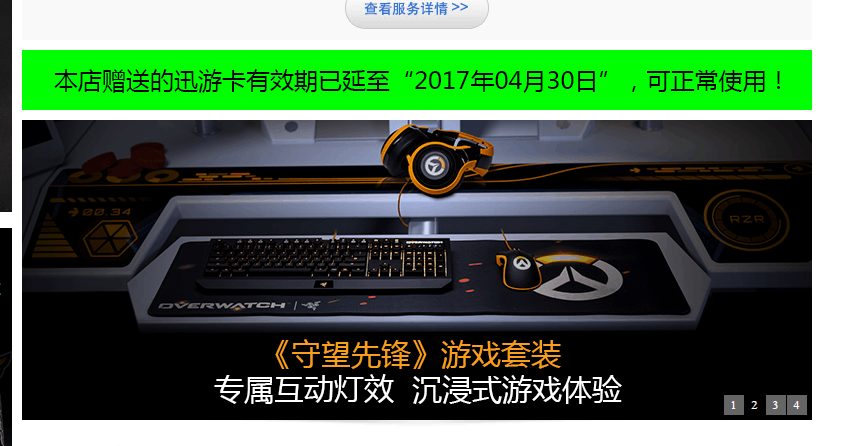 查看服务详情 >>
本店赠送的迅游卡有效期已延至“2017年04月30日”，可正常使用！
00.34
RZR
OVERWATCH
OVERWATCH
《守望先锋》游戏套装
专属互动灯效 沉浸式游戏体验
1 2 3 4